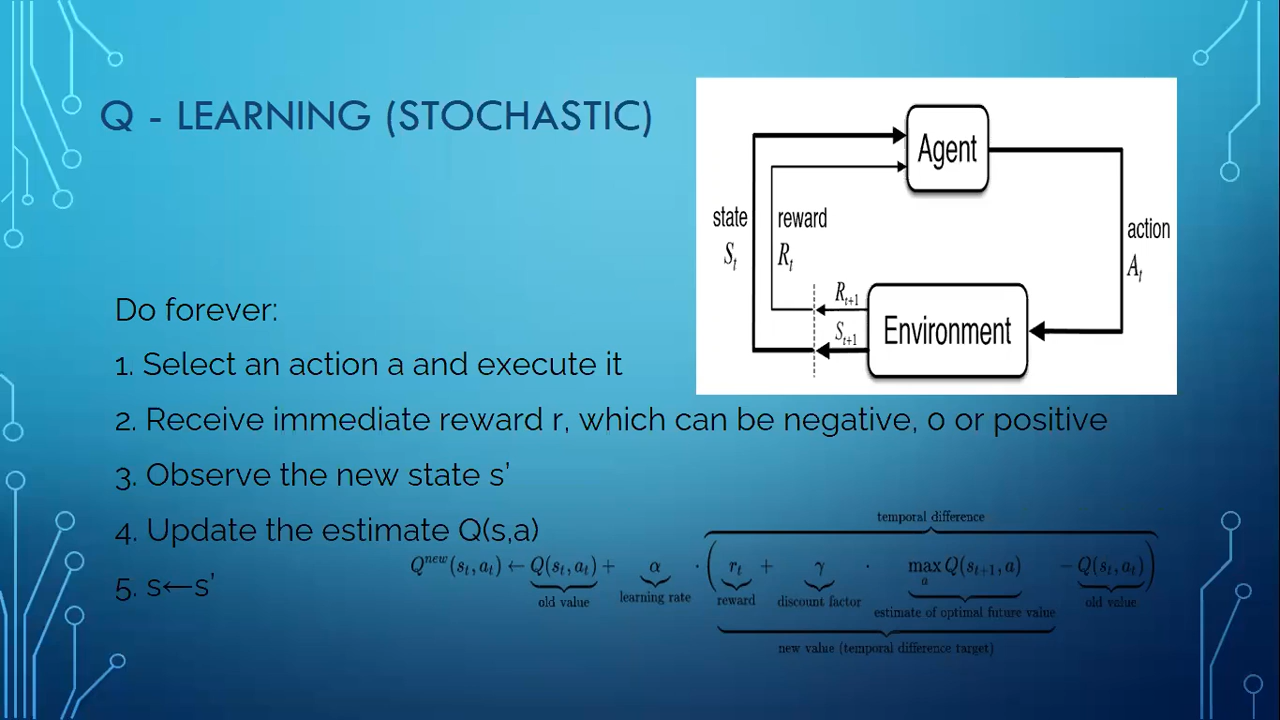 Q - LEARNING (STOCHASTIC)
Agent
state
S_t
reward
R_t
action
A_t
R_{t+1}
S_{t+1}
Environment
Do forever:
1. Select an action a and execute it
2. Receive immediate reward r, which can be negative, 0 or positive
3. Observe the new state s’
4. Update the estimate Q(s,a)
5. s←s’
temporal difference
Q^{new}(s_t, a_t) ← Q(s_t, a_t) + α · ( r_t + γ · max_a Q(s_{t+1}, a) − Q(s_t, a_t) )
old value learning rate reward discount factor estimate of optimal future value old value
new value (temporal difference target)